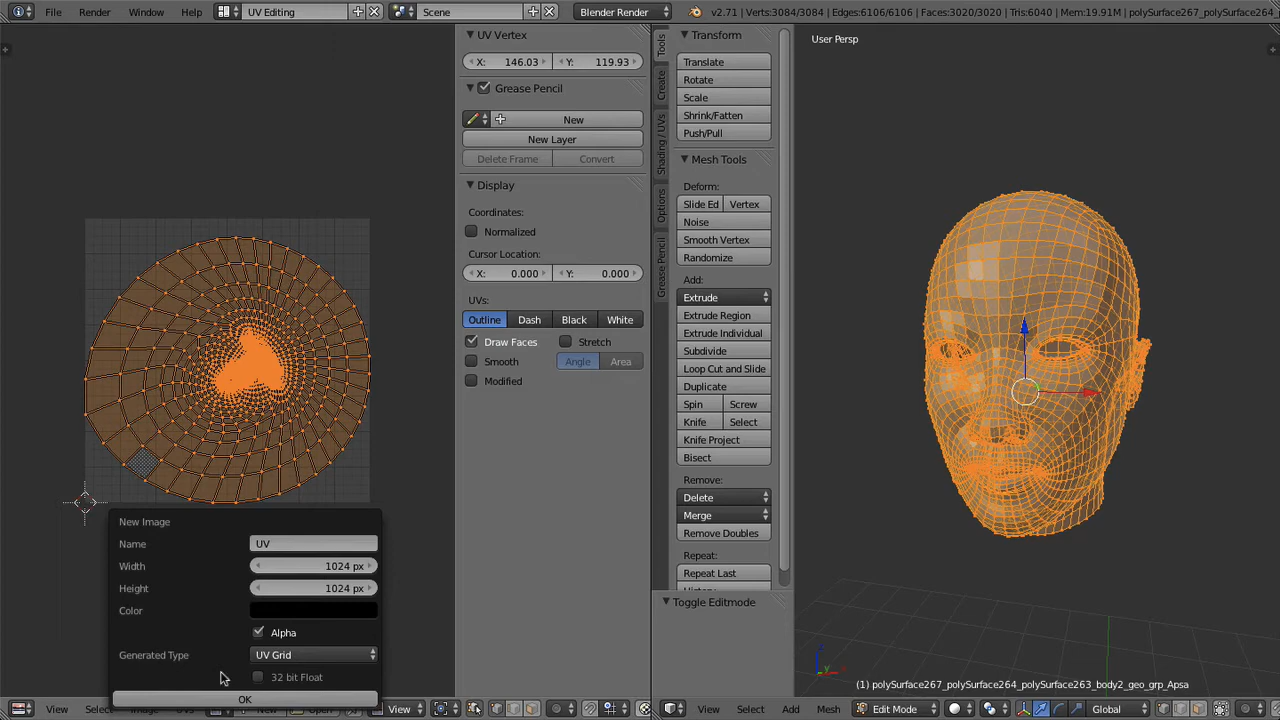 File Render Window Help UV Editing Scene Blender Render v2.71 | Verts:3084/3084 | Edges:6106/6106 | Faces:3020/3020 | Tris:6040 | Mem:19.91M | polySurface267_polySurface264_
UV Vertex
X: 146.03 Y: 119.93
Grease Pencil
New
New Layer
Delete Frame Convert
Display
Coordinates:
Normalized
Cursor Location:
X: 0.000 Y: 0.000
UVs:
Outline Dash Black White
Draw Faces Stretch
Smooth Angle Area
Modified
Tools
Create
Shading / UVs
Options
Grease Pencil
Transform
Translate
Rotate
Scale
Shrink/Fatten
Push/Pull
Mesh Tools
Deform:
Slide Ed Vertex
Noise
Smooth Vertex
Randomize
Add:
Extrude
Extrude Region
Extrude Individual
Subdivide
Loop Cut and Slide
Duplicate
Spin Screw
Knife Select
Knife Project
Bisect
Remove:
Delete
Merge
Remove Doubles
Repeat:
Repeat Last
Toggle Editmode
User Persp
(1) polySurface267_polySurface264_polySurface263_body2_geo_grp_Apsa
New Image
Name UV
Width 1024 px
Height 1024 px
Color
Alpha
Generated Type UV Grid
32 bit Float
OK
View Select Image UVs Open View
View Select Add Mesh Edit Mode Global